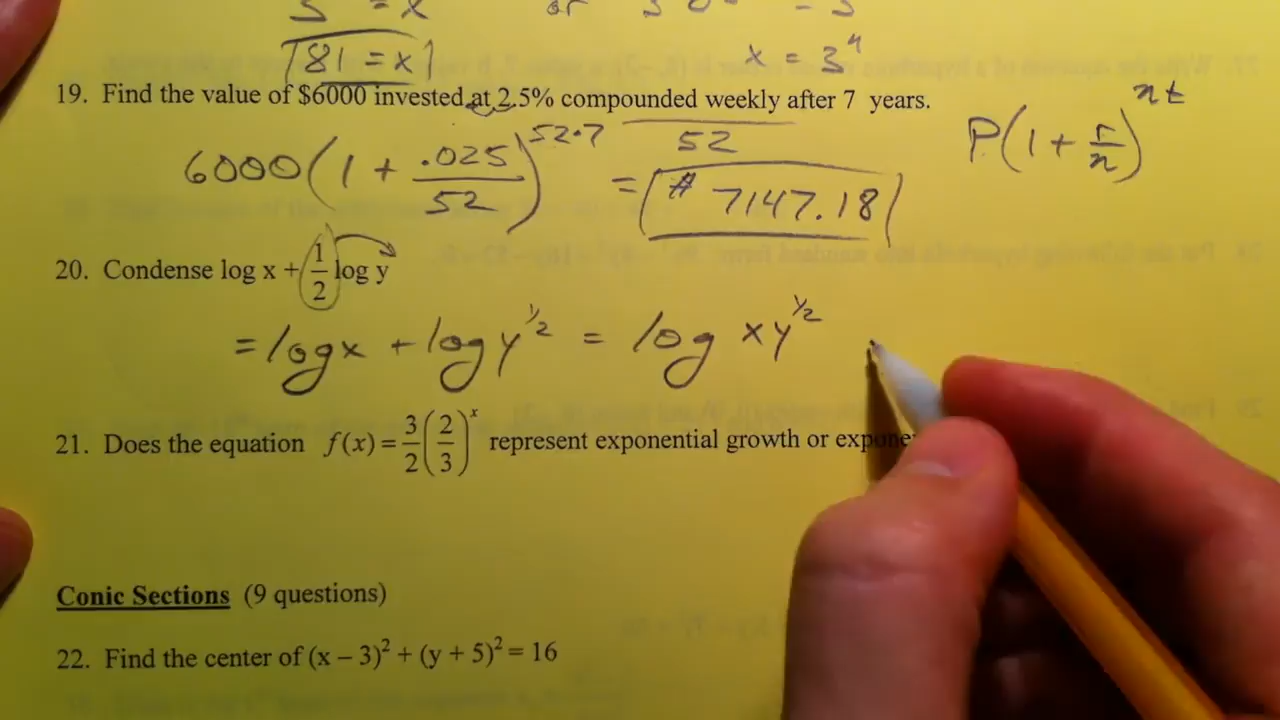 81 = x
x = 3⁴
19. Find the value of $6000 invested at 2.5% compounded weekly after 7 years.
P(1 + r/n)^nt
6000(1 + .025/52)^52·7
52
= $ 7147.18
20. Condense log x + 1/2 log y
= log x + log y^1/2 = log xy^1/2
21. Does the equation f(x) = 3/2 (2/3)^x represent exponential growth or
Conic Sections (9 questions)
22. Find the center of (x – 3)² + (y + 5)² = 16